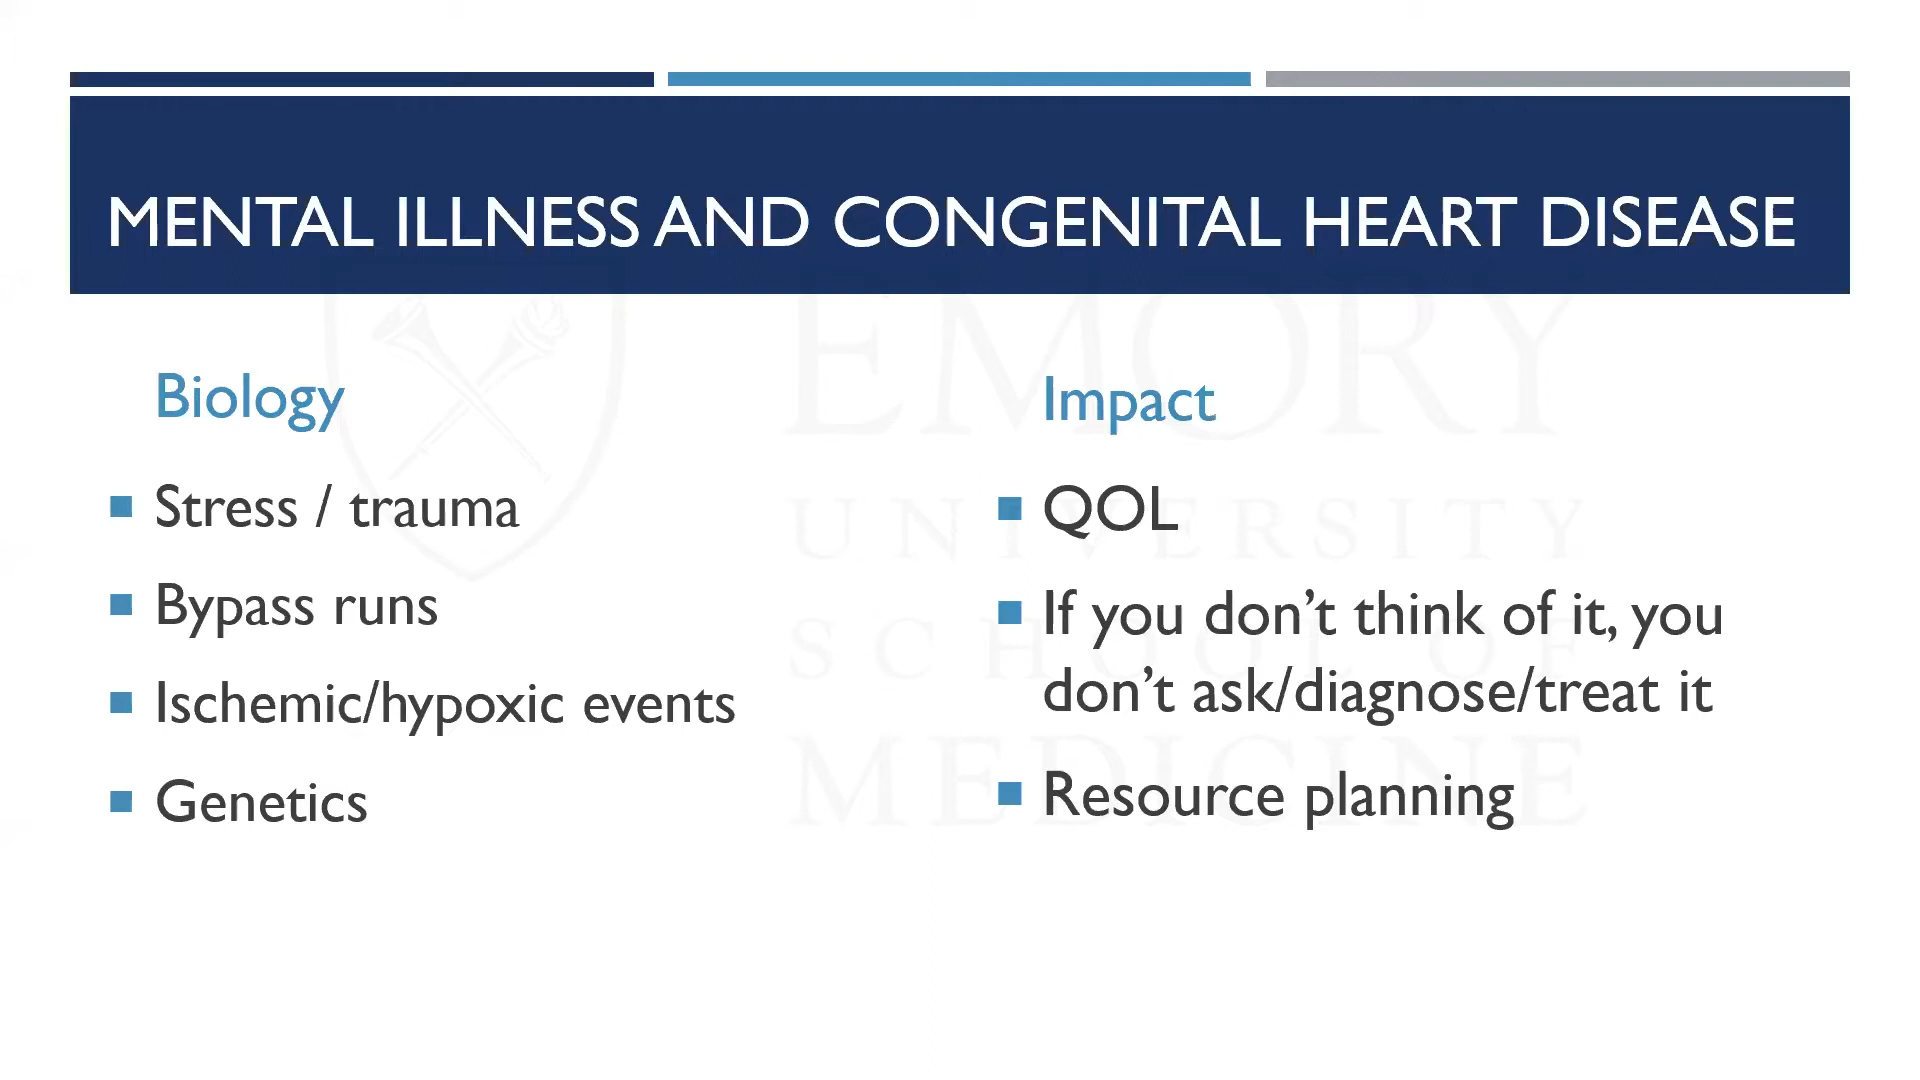 MENTAL ILLNESS AND CONGENITAL HEART DISEASE
Biology
Stress / trauma
Bypass runs
Ischemic/hypoxic events
Genetics
Impact
QOL
If you don’t think of it, you
don’t ask/diagnose/treat it
Resource planning
EMORY
UNIVERSITY
SCHOOL OF
MEDICINE